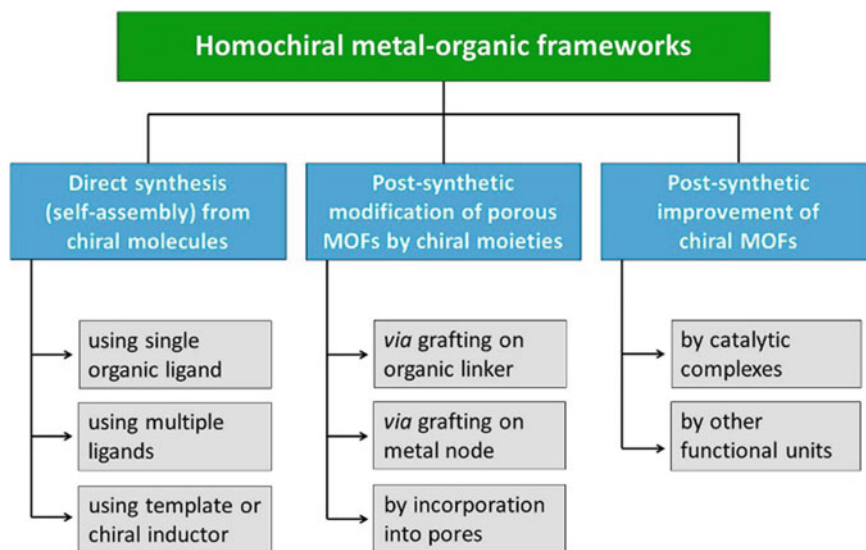 Homochiral metal-organic frameworks
Direct synthesis
(self-assembly) from
chiral molecules
using single
organic ligand
using multiple
ligands
using template or
chiral inductor
Post-synthetic
modification of porous
MOFs by chiral moieties
via grafting on
organic linker
via grafting on
metal node
by incorporation
into pores
Post-synthetic
improvement of
chiral MOFs
by catalytic
complexes
by other
functional units